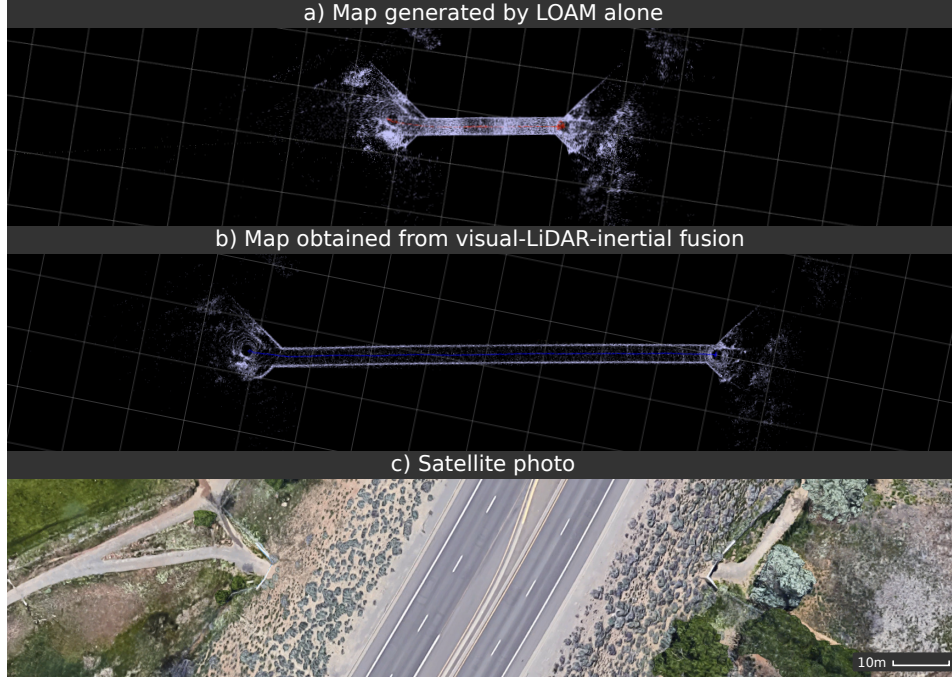 a) Map generated by LOAM alone
b) Map obtained from visual-LiDAR-inertial fusion
c) Satellite photo
10m